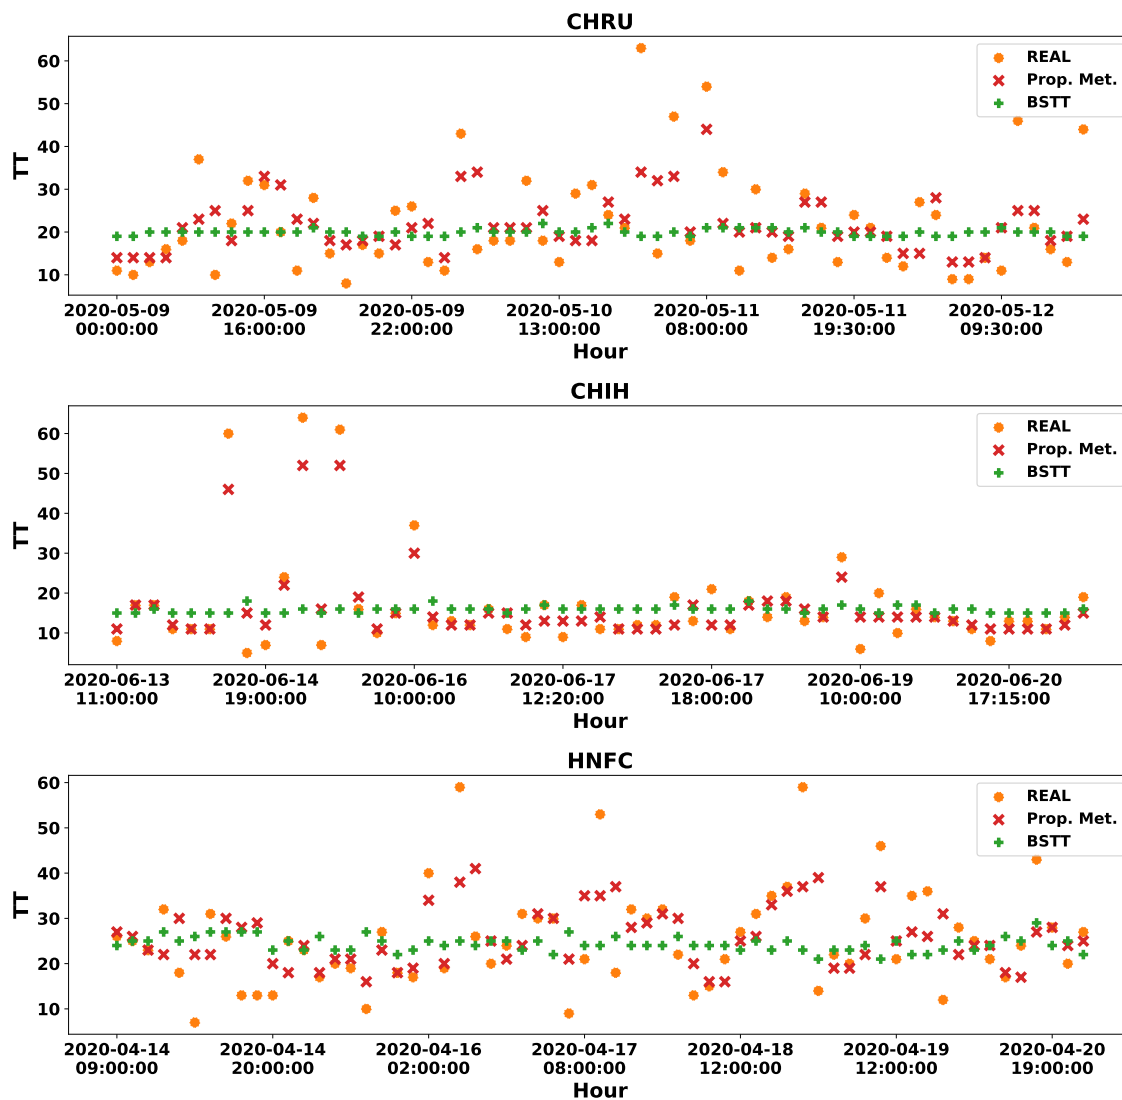 CHRU
REAL
Prop. Met.
BSTT
60
50
40
30
20
10
TT
2020-05-09 2020-05-09 2020-05-09 2020-05-10 2020-05-11 2020-05-11 2020-05-12
00:00:00 16:00:00 22:00:00 13:00:00 08:00:00 19:30:00 09:30:00
Hour
CHIH
REAL
Prop. Met.
BSTT
60
50
40
30
20
10
TT
2020-06-13 2020-06-14 2020-06-16 2020-06-17 2020-06-17 2020-06-19 2020-06-20
11:00:00 19:00:00 10:00:00 12:20:00 18:00:00 10:00:00 17:15:00
Hour
HNFC
REAL
Prop. Met.
BSTT
60
50
40
30
20
10
TT
2020-04-14 2020-04-14 2020-04-16 2020-04-17 2020-04-18 2020-04-19 2020-04-20
09:00:00 20:00:00 02:00:00 08:00:00 12:00:00 12:00:00 19:00:00
Hour